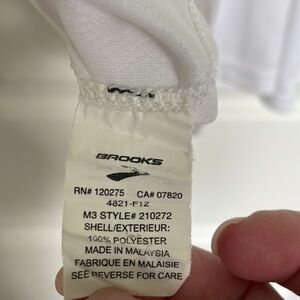 BROOKS
RN# 120275 CA# 07820
4821-F12
M3 STYLE# 210272
SHELL/EXTERIEUR:
100% POLYESTER
MADE IN MALAYSIA
FABRIQUE EN MALAISIE
SEE REVERSE FOR CARE